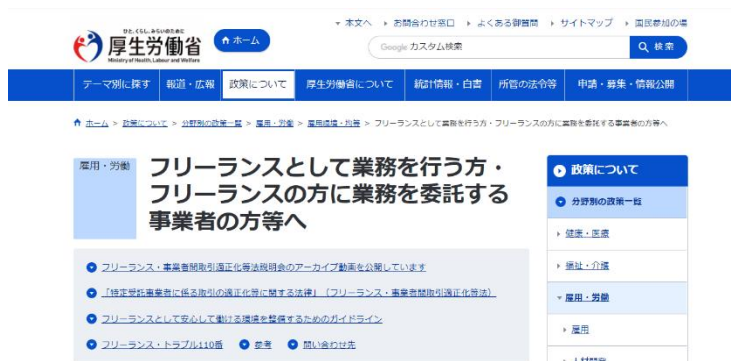 本文へ お問合わせ窓口 よくある御質問 サイトマップ 国民参加の場
ひと、くらし、みらいのために
厚生労働省
Ministry of Health, Labour and Welfare
ホーム
Google カスタム検索
検索
テーマ別に探す 報道・広報 政策について 厚生労働省について 統計情報・白書 所管の法令等 申請・募集・情報公開
ホーム > 政策について > 分野別の政策一覧 > 雇用・労働 > 雇用環境・均等 > フリーランスとして業務を行う方・フリーランスの方に業務を委託する事業者の方等へ
雇用・労働
フリーランスとして業務を行う方・
フリーランスの方に業務を委託する
事業者の方等へ
フリーランス・事業者間取引適正化等法説明会のアーカイブ動画を公開しています
「特定受託事業者に係る取引の適正化等に関する法律」（フリーランス・事業者間取引適正化等法）
フリーランスとして安心して働ける環境を整備するためのガイドライン
フリーランス・トラブル110番 参考 問い合わせ先
政策について
分野別の政策一覧
健康・医療
福祉・介護
雇用・労働
雇用